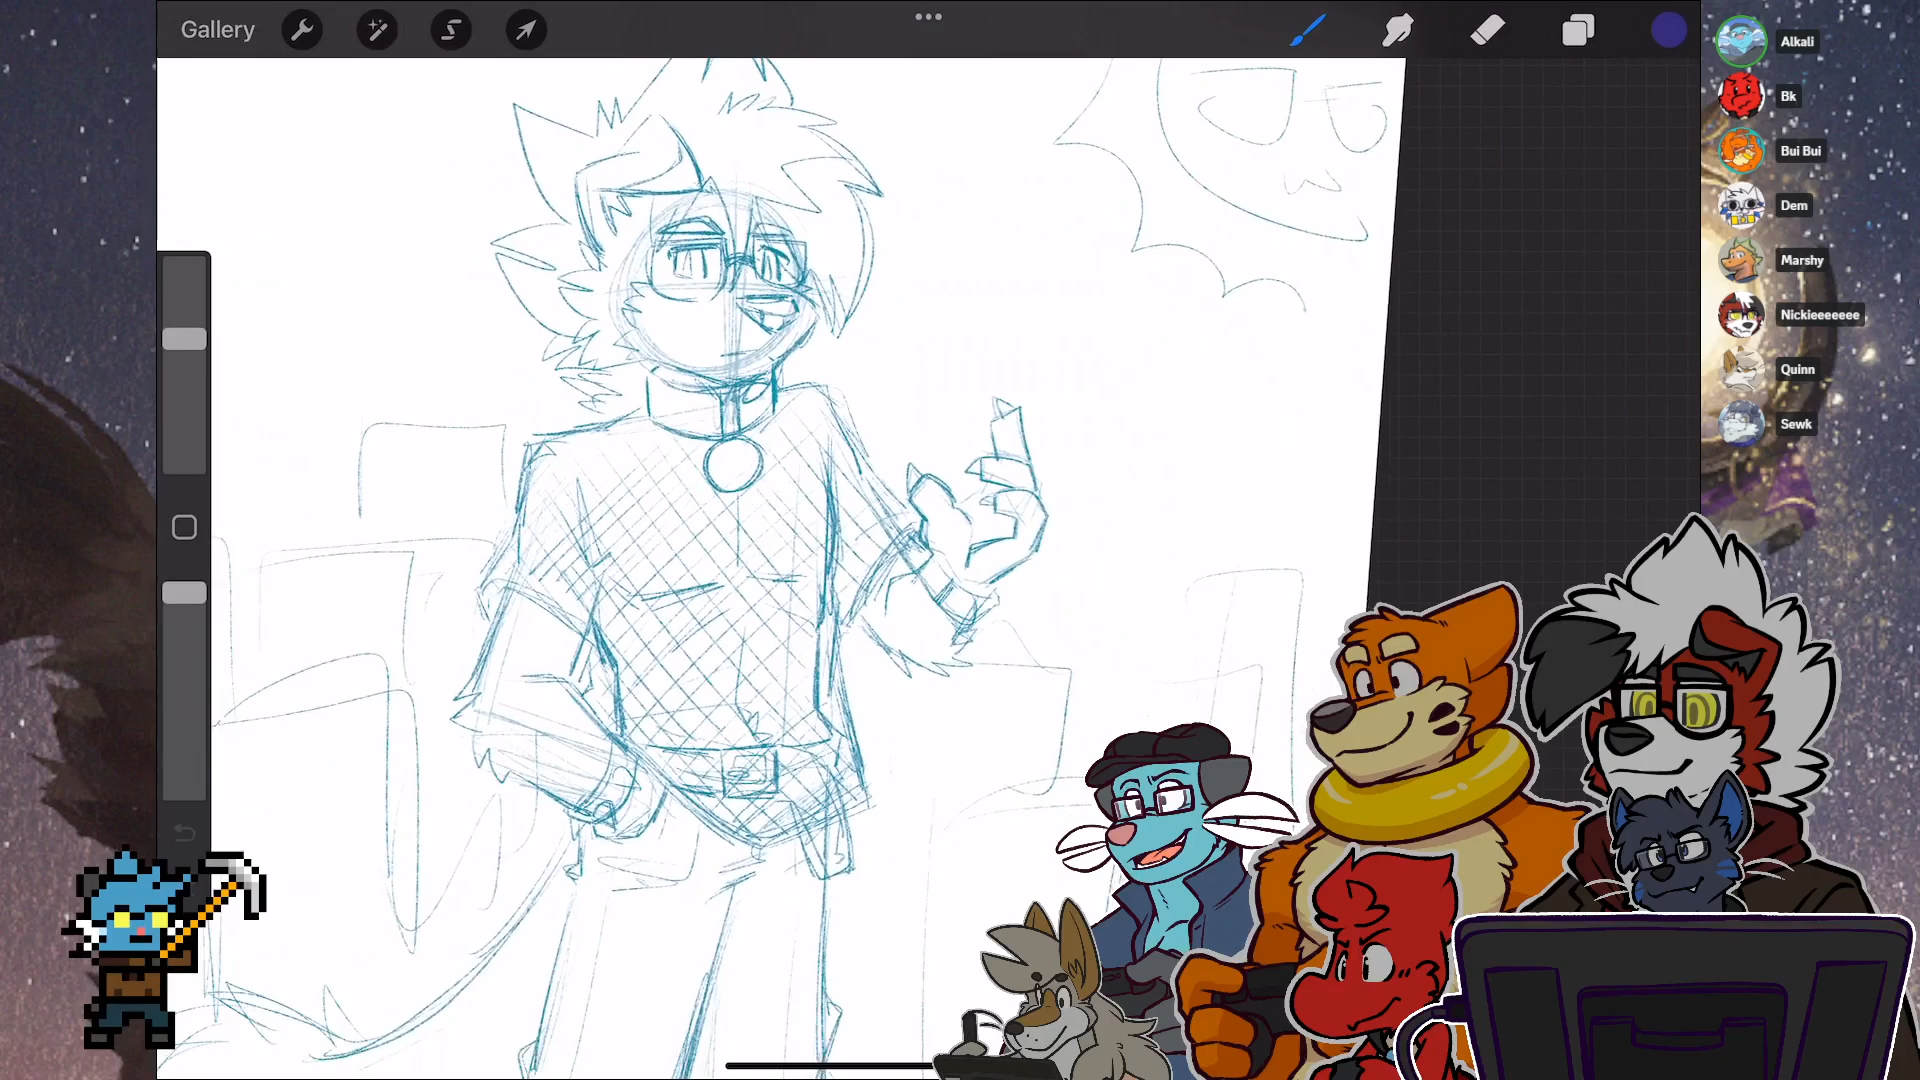 Gallery
Alkali
Bk
Bui Bui
Dem
Marshy
Nickieeeeeee
Quinn
Sewk